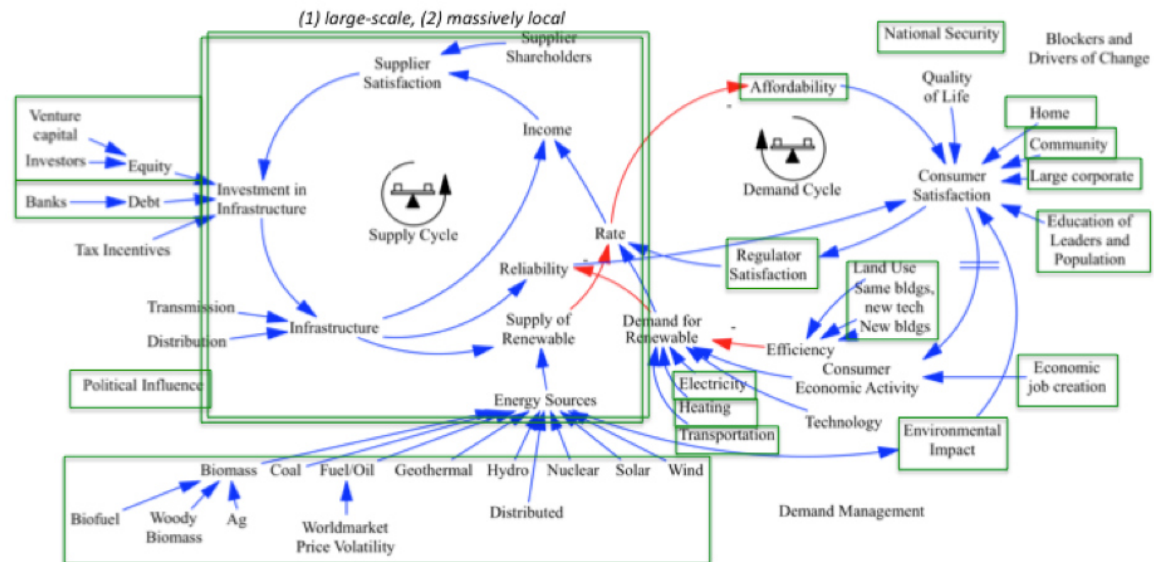 (1) large-scale, (2) massively local
Supplier
Shareholders
Supplier
Satisfaction
National Security
Blockers and
Drivers of Change
Quality
of Life
Affordability
-
Home
Community
Large corporate
Venture
capital
Investors
Equity
Income
Demand Cycle
Consumer
Satisfaction
Banks
Debt
Investment in
Infrastructure
Supply Cycle
Tax Incentives
Rate
Education of
Leaders and
Population
Regulator
Satisfaction
-
Reliability
Land Use
Same bldgs,
new tech
New bldgs
Transmission
Distribution
Infrastructure
Supply of
Renewable
Demand for
Renewable
-
Efficiency
Consumer
Economic Activity
Economic
job creation
Political Influence
Electricity
Heating
Transportation
Energy Sources
Technology
Environmental
Impact
Biomass
Coal
Fuel/Oil
Geothermal
Hydro
Nuclear
Solar
Wind
Biofuel
Woody
Biomass
Ag
Worldmarket
Price Volatility
Distributed
Demand Management